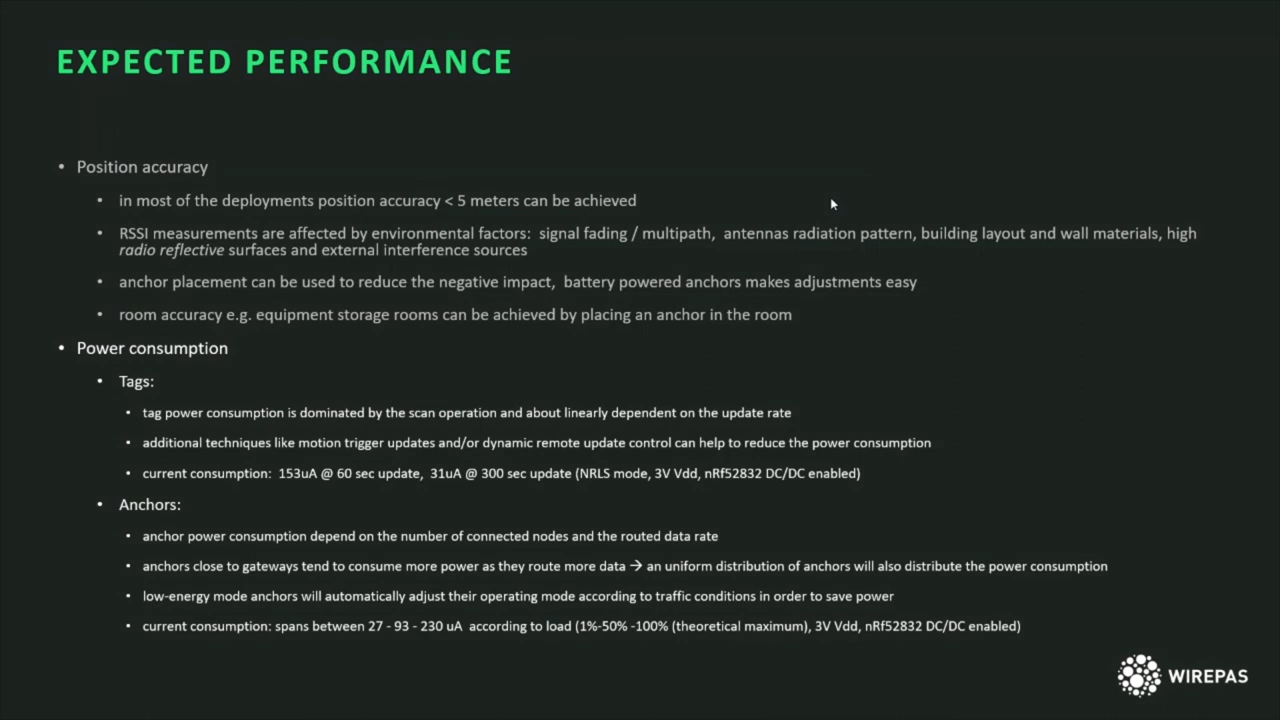 EXPECTED PERFORMANCE
• Position accuracy
• in most of the deployments position accuracy < 5 meters can be achieved
• RSSI measurements are affected by environmental factors: signal fading / multipath, antennas radiation pattern, building layout and wall materials, high
radio reflective surfaces and external interference sources
• anchor placement can be used to reduce the negative impact, battery powered anchors makes adjustments easy
• room accuracy e.g. equipment storage rooms can be achieved by placing an anchor in the room
• Power consumption
• Tags:
• tag power consumption is dominated by the scan operation and about linearly dependent on the update rate
• additional techniques like motion trigger updates and/or dynamic remote update control can help to reduce the power consumption
• current consumption: 153uA @ 60 sec update, 31uA @ 300 sec update (NRLS mode, 3V Vdd, nRf52832 DC/DC enabled)
• Anchors:
• anchor power consumption depend on the number of connected nodes and the routed data rate
• anchors close to gateways tend to consume more power as they route more data → an uniform distribution of anchors will also distribute the power consumption
• low-energy mode anchors will automatically adjust their operating mode according to traffic conditions in order to save power
• current consumption: spans between 27 - 93 - 230 uA according to load (1%-50% -100% (theoretical maximum), 3V Vdd, nRf52832 DC/DC enabled)
WIREPAS